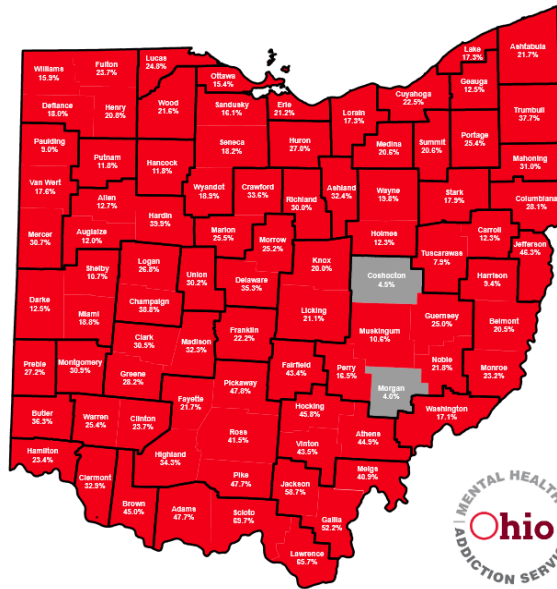 Williams
15.9%
Fulton
23.7%
Lucas
24.8%
Ottawa
15.4%
Lake
17.3%
Ashtabula
21.7%
Geauga
12.5%
Cuyahoga
22.5%
Defiance
18.0%
Henry
20.8%
Wood
21.6%
Sandusky
16.1%
Erie
21.2%
Lorain
17.3%
Trumbull
37.7%
Paulding
9.0%
Putnam
11.8%
Hancock
11.8%
Seneca
18.2%
Huron
27.0%
Medina
20.6%
Summit
20.6%
Portage
25.4%
Mahoning
31.0%
Van Wert
17.6%
Allen
12.7%
Wyandot
18.9%
Crawford
33.6%
Richland
30.0%
Ashland
32.4%
Wayne
19.8%
Stark
17.9%
Columbiana
28.1%
Mercer
30.7%
Auglaize
12.0%
Hardin
39.9%
Marion
25.5%
Morrow
25.2%
Holmes
12.3%
Carroll
12.3%
Tuscarawas
7.9%
Jefferson
46.3%
Shelby
10.7%
Logan
26.8%
Union
30.2%
Delaware
35.3%
Knox
20.0%
Coshocton
4.5%
Harrison
9.4%
Darke
12.5%
Miami
18.8%
Champaign
38.8%
Licking
21.1%
Muskingum
10.6%
Guernsey
25.0%
Belmont
20.5%
Clark
30.5%
Madison
32.3%
Franklin
22.2%
Preble
27.2%
Montgomery
30.9%
Greene
28.2%
Fayette
21.7%
Pickaway
47.8%
Fairfield
43.4%
Perry
16.5%
Morgan
4.0%
Noble
21.8%
Monroe
23.2%
Butler
36.3%
Warren
25.4%
Clinton
23.7%
Ross
41.5%
Hocking
45.8%
Vinton
43.5%
Athens
44.9%
Washington
17.1%
Hamilton
23.4%
Clermont
32.9%
Highland
34.3%
Pike
47.7%
Jackson
58.7%
Meigs
40.9%
Brown
45.0%
Adams
47.7%
Scioto
69.7%
Gallia
52.2%
Lawrence
65.7%
MENTAL HEALTH
Ohio
ADDICTION SERV